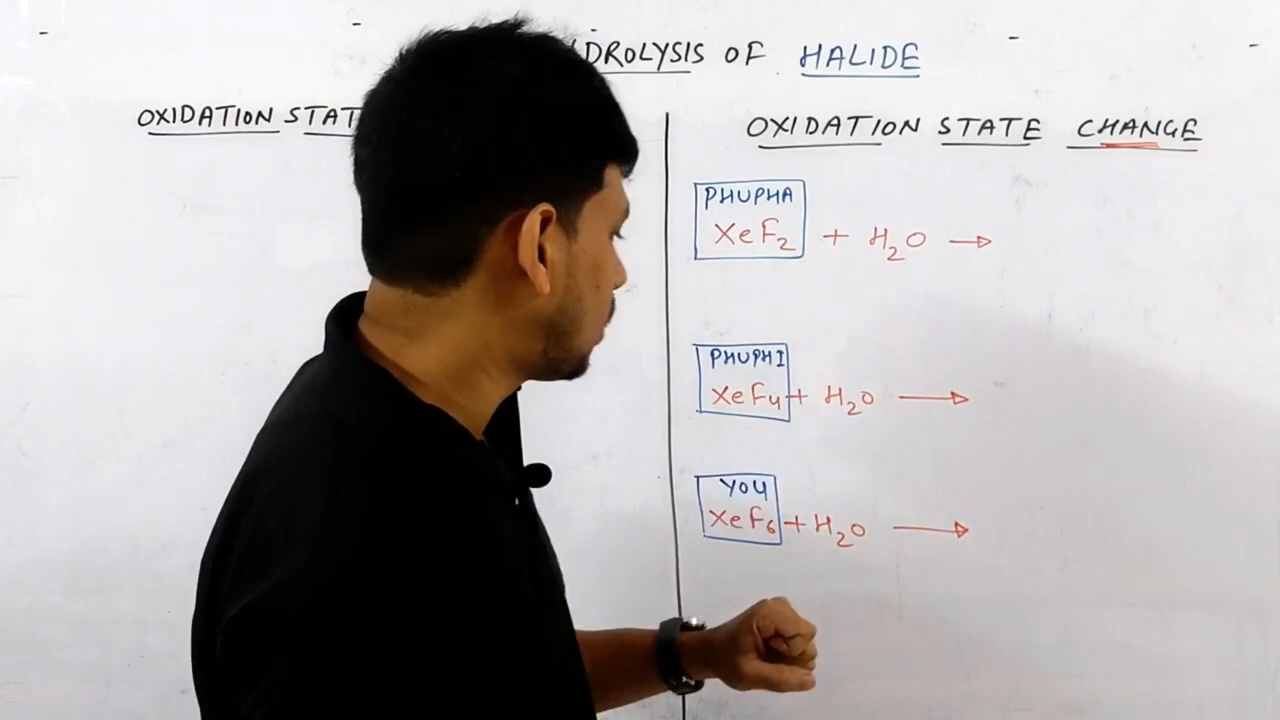 DROLYSIS OF HALIDE
OXIDATION STAT
OXIDATION STATE CHANGE
PHUPHA
XeF₂ + H₂O →
PHUPHI
XeF₄ + H₂O →
YOU
XeF₆ + H₂O →